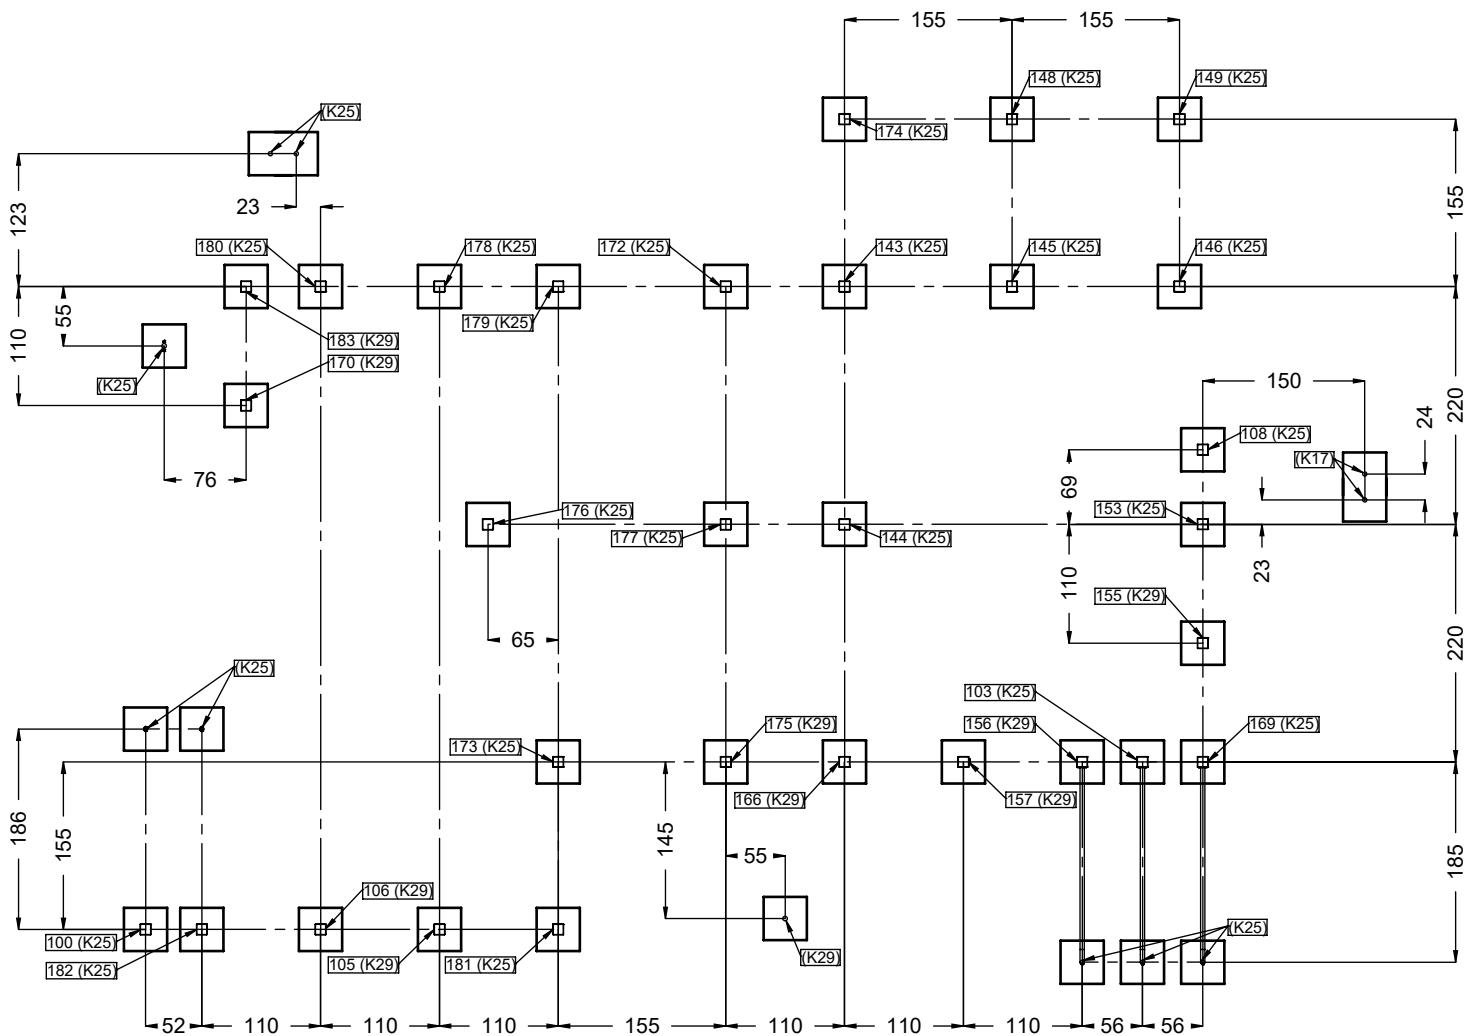 155
155
148 (K25)
149 (K25)
(K25)
174 (K25)
123
23
155
180 (K25)
178 (K25)
172 (K25)
143 (K25)
145 (K25)
146 (K25)
55
110
179 (K25)
183 (K29)
170 (K29)
(K25)
150
24
220
108 (K25)
(K17)
76
69
176 (K25)
153 (K25)
177 (K25)
144 (K25)
23
110
155 (K29)
65
220
(K25)
103 (K25)
173 (K25)
175 (K29)
156 (K29)
169 (K25)
166 (K29)
157 (K29)
186
155
145
55
185
106 (K29)
100 (K25)
182 (K25)
105 (K29)
181 (K25)
(K29)
(K25)
52
110
110
110
155
110
110
110
56
56